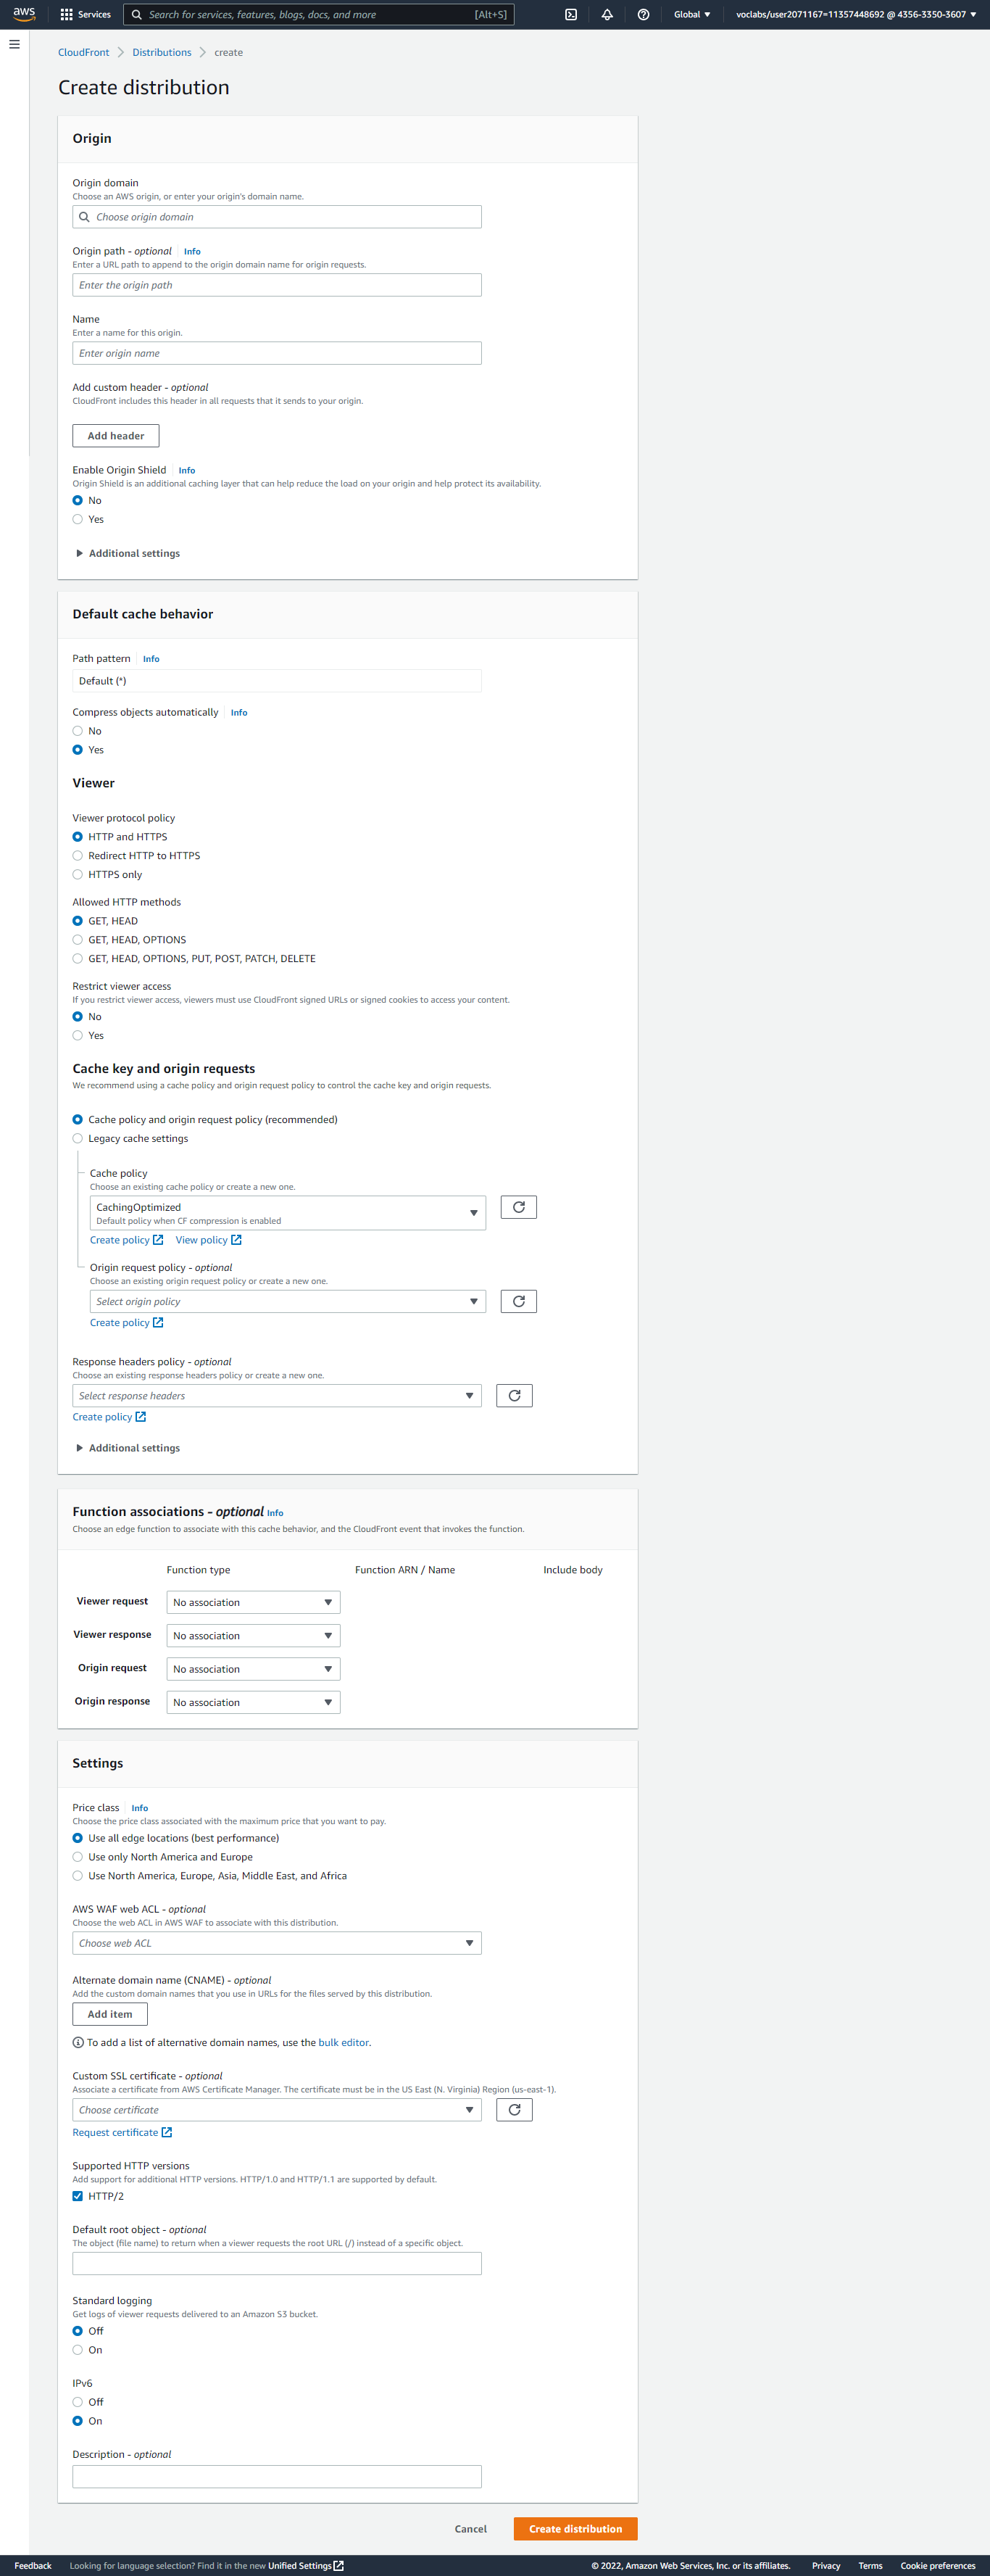 aws Services Search for services, features, blogs, docs, and more [Alt+S] Global voclabs/user2071167=11357448692 @ 4356-3350-3607
CloudFront Distributions create
Create distribution
Origin
Origin domain
Choose an AWS origin, or enter your origin's domain name.
Choose origin domain
Origin path - optional Info
Enter a URL path to append to the origin domain name for origin requests.
Enter the origin path
Name
Enter a name for this origin.
Enter origin name
Add custom header - optional
CloudFront includes this header in all requests that it sends to your origin.
Add header
Enable Origin Shield Info
Origin Shield is an additional caching layer that can help reduce the load on your origin and help protect its availability.
No
Yes
Additional settings
Default cache behavior
Path pattern Info
Default (*)
Compress objects automatically Info
No
Yes
Viewer
Viewer protocol policy
HTTP and HTTPS
Redirect HTTP to HTTPS
HTTPS only
Allowed HTTP methods
GET, HEAD
GET, HEAD, OPTIONS
GET, HEAD, OPTIONS, PUT, POST, PATCH, DELETE
Restrict viewer access
If you restrict viewer access, viewers must use CloudFront signed URLs or signed cookies to access your content.
No
Yes
Cache key and origin requests
We recommend using a cache policy and origin request policy to control the cache key and origin requests.
Cache policy and origin request policy (recommended)
Legacy cache settings
Cache policy
Choose an existing cache policy or create a new one.
CachingOptimized
Default policy when CF compression is enabled
Create policy View policy
Origin request policy - optional
Choose an existing origin request policy or create a new one.
Select origin policy
Create policy
Response headers policy - optional
Choose an existing response headers policy or create a new one.
Select response headers
Create policy
Additional settings
Function associations - optional Info
Choose an edge function to associate with this cache behavior, and the CloudFront event that invokes the function.
Function type Function ARN / Name Include body
Viewer request No association
Viewer response No association
Origin request No association
Origin response No association
Settings
Price class Info
Choose the price class associated with the maximum price that you want to pay.
Use all edge locations (best performance)
Use only North America and Europe
Use North America, Europe, Asia, Middle East, and Africa
AWS WAF web ACL - optional
Choose the web ACL in AWS WAF to associate with this distribution.
Choose web ACL
Alternate domain name (CNAME) - optional
Add the custom domain names that you use in URLs for the files served by this distribution.
Add item
To add a list of alternative domain names, use the bulk editor.
Custom SSL certificate - optional
Associate a certificate from AWS Certificate Manager. The certificate must be in the US East (N. Virginia) Region (us-east-1).
Choose certificate
Request certificate
Supported HTTP versions
Add support for additional HTTP versions. HTTP/1.0 and HTTP/1.1 are supported by default.
HTTP/2
Default root object - optional
The object (file name) to return when a viewer requests the root URL (/) instead of a specific object.
Standard logging
Get logs of viewer requests delivered to an Amazon S3 bucket.
Off
On
IPv6
Off
On
Description - optional
Cancel Create distribution
Feedback Looking for language selection? Find it in the new Unified Settings © 2022, Amazon Web Services, Inc. or its affiliates. Privacy Terms Cookie preferences